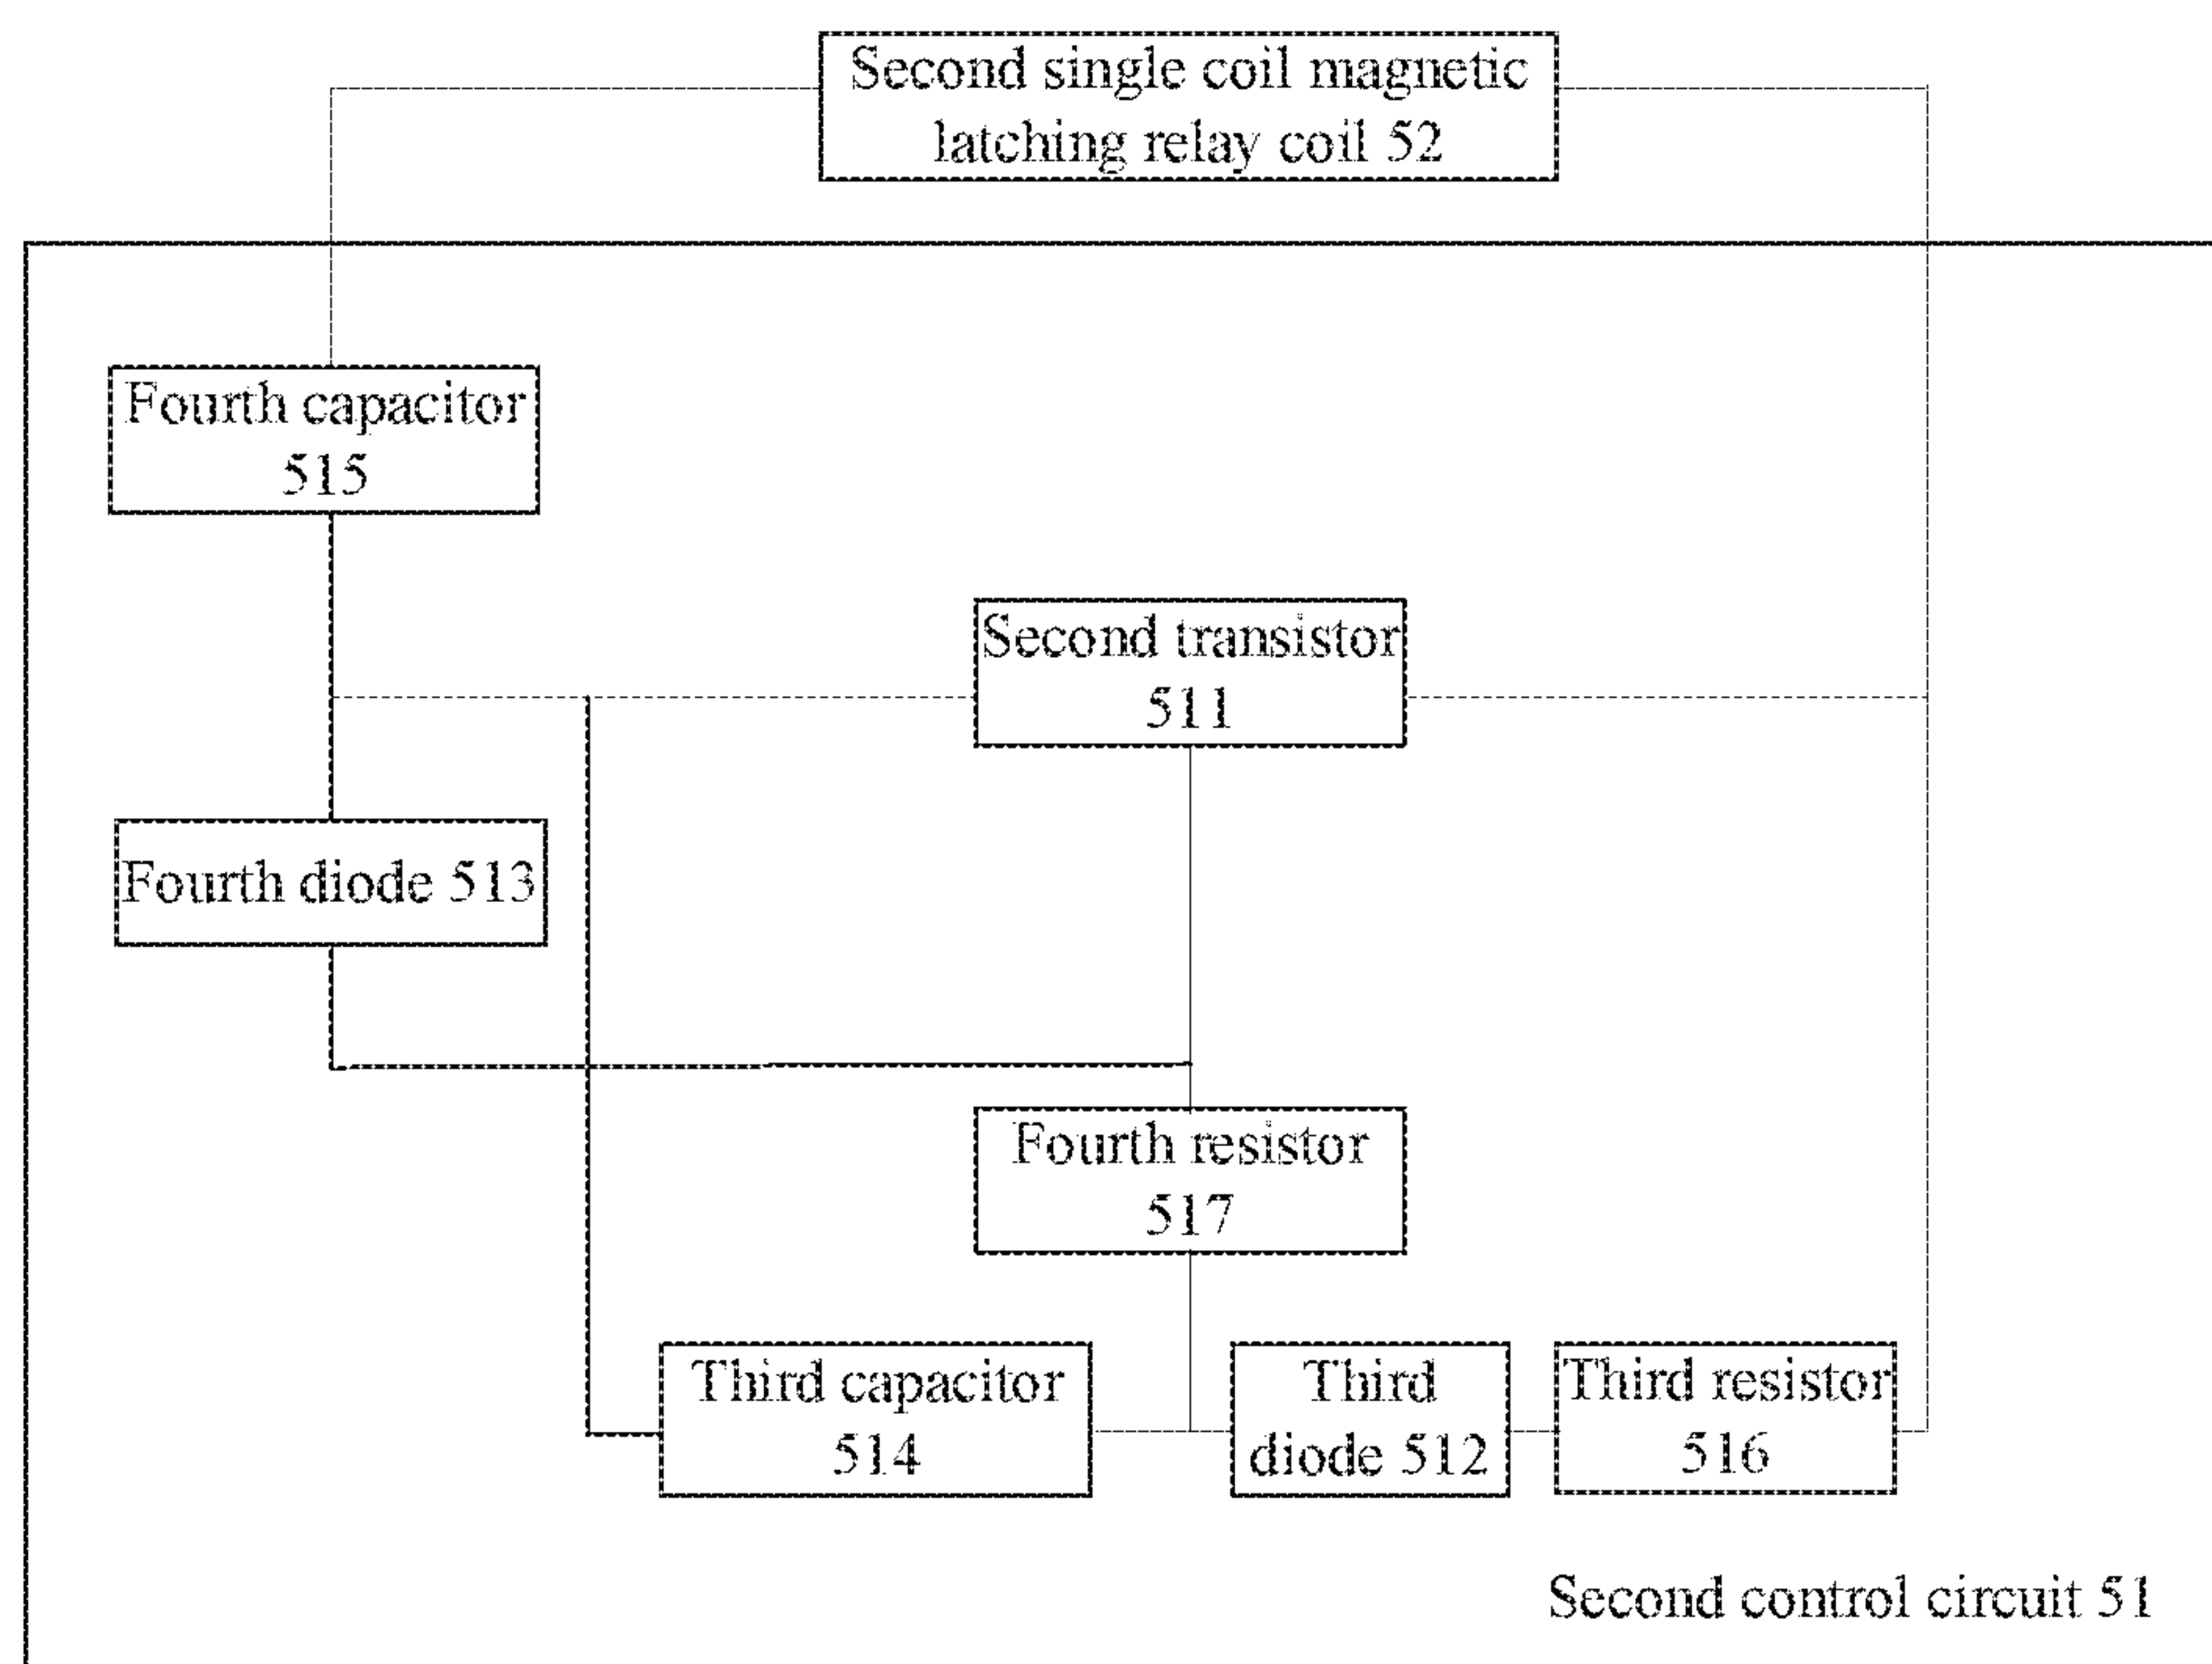 Second single coil magnetic
latching relay coil 52
Fourth capacitor
515
Second transistor
511
Fourth diode 513
Fourth resistor
517
Third capacitor
514
Third
diode 512
Third resistor
516
Second control circuit 51